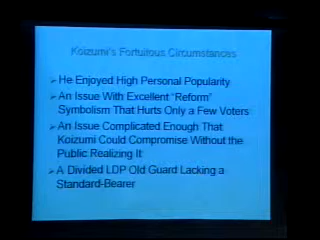 Koizumi's Fortuitous Circumstances
He Enjoyed High Personal Popularity
An Issue With Excellent "Reform"
Symbolism That Hurts Only a Few Voters
An Issue Complicated Enough That
Koizumi Could Compromise Without the
Public Realizing It
A Divided LDP Old Guard Lacking a
Standard-Bearer